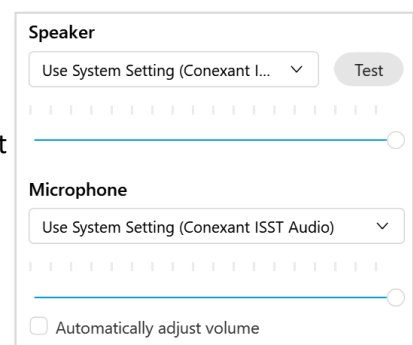 Speaker
Use System Setting (Conexant I...
Test
t
Microphone
Use System Setting (Conexant ISST Audio)
Automatically adjust volume